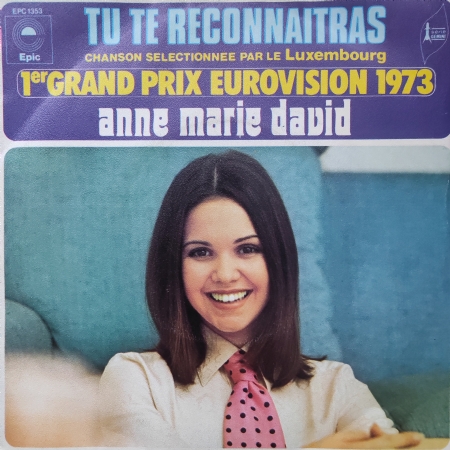 EPC 1353
Epic
TU TE RECONNAITRAS
CHANSON SELECTIONNEE PAR LE Luxembourg
1er GRAND PRIX EUROVISION 1973
anne marie david